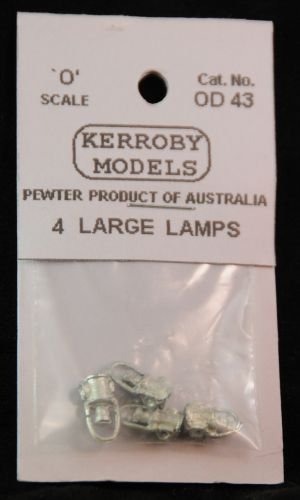 'O' Cat. No.
SCALE OD 43
KERROBY
MODELS
PEWTER PRODUCT OF AUSTRALIA
4 LARGE LAMPS